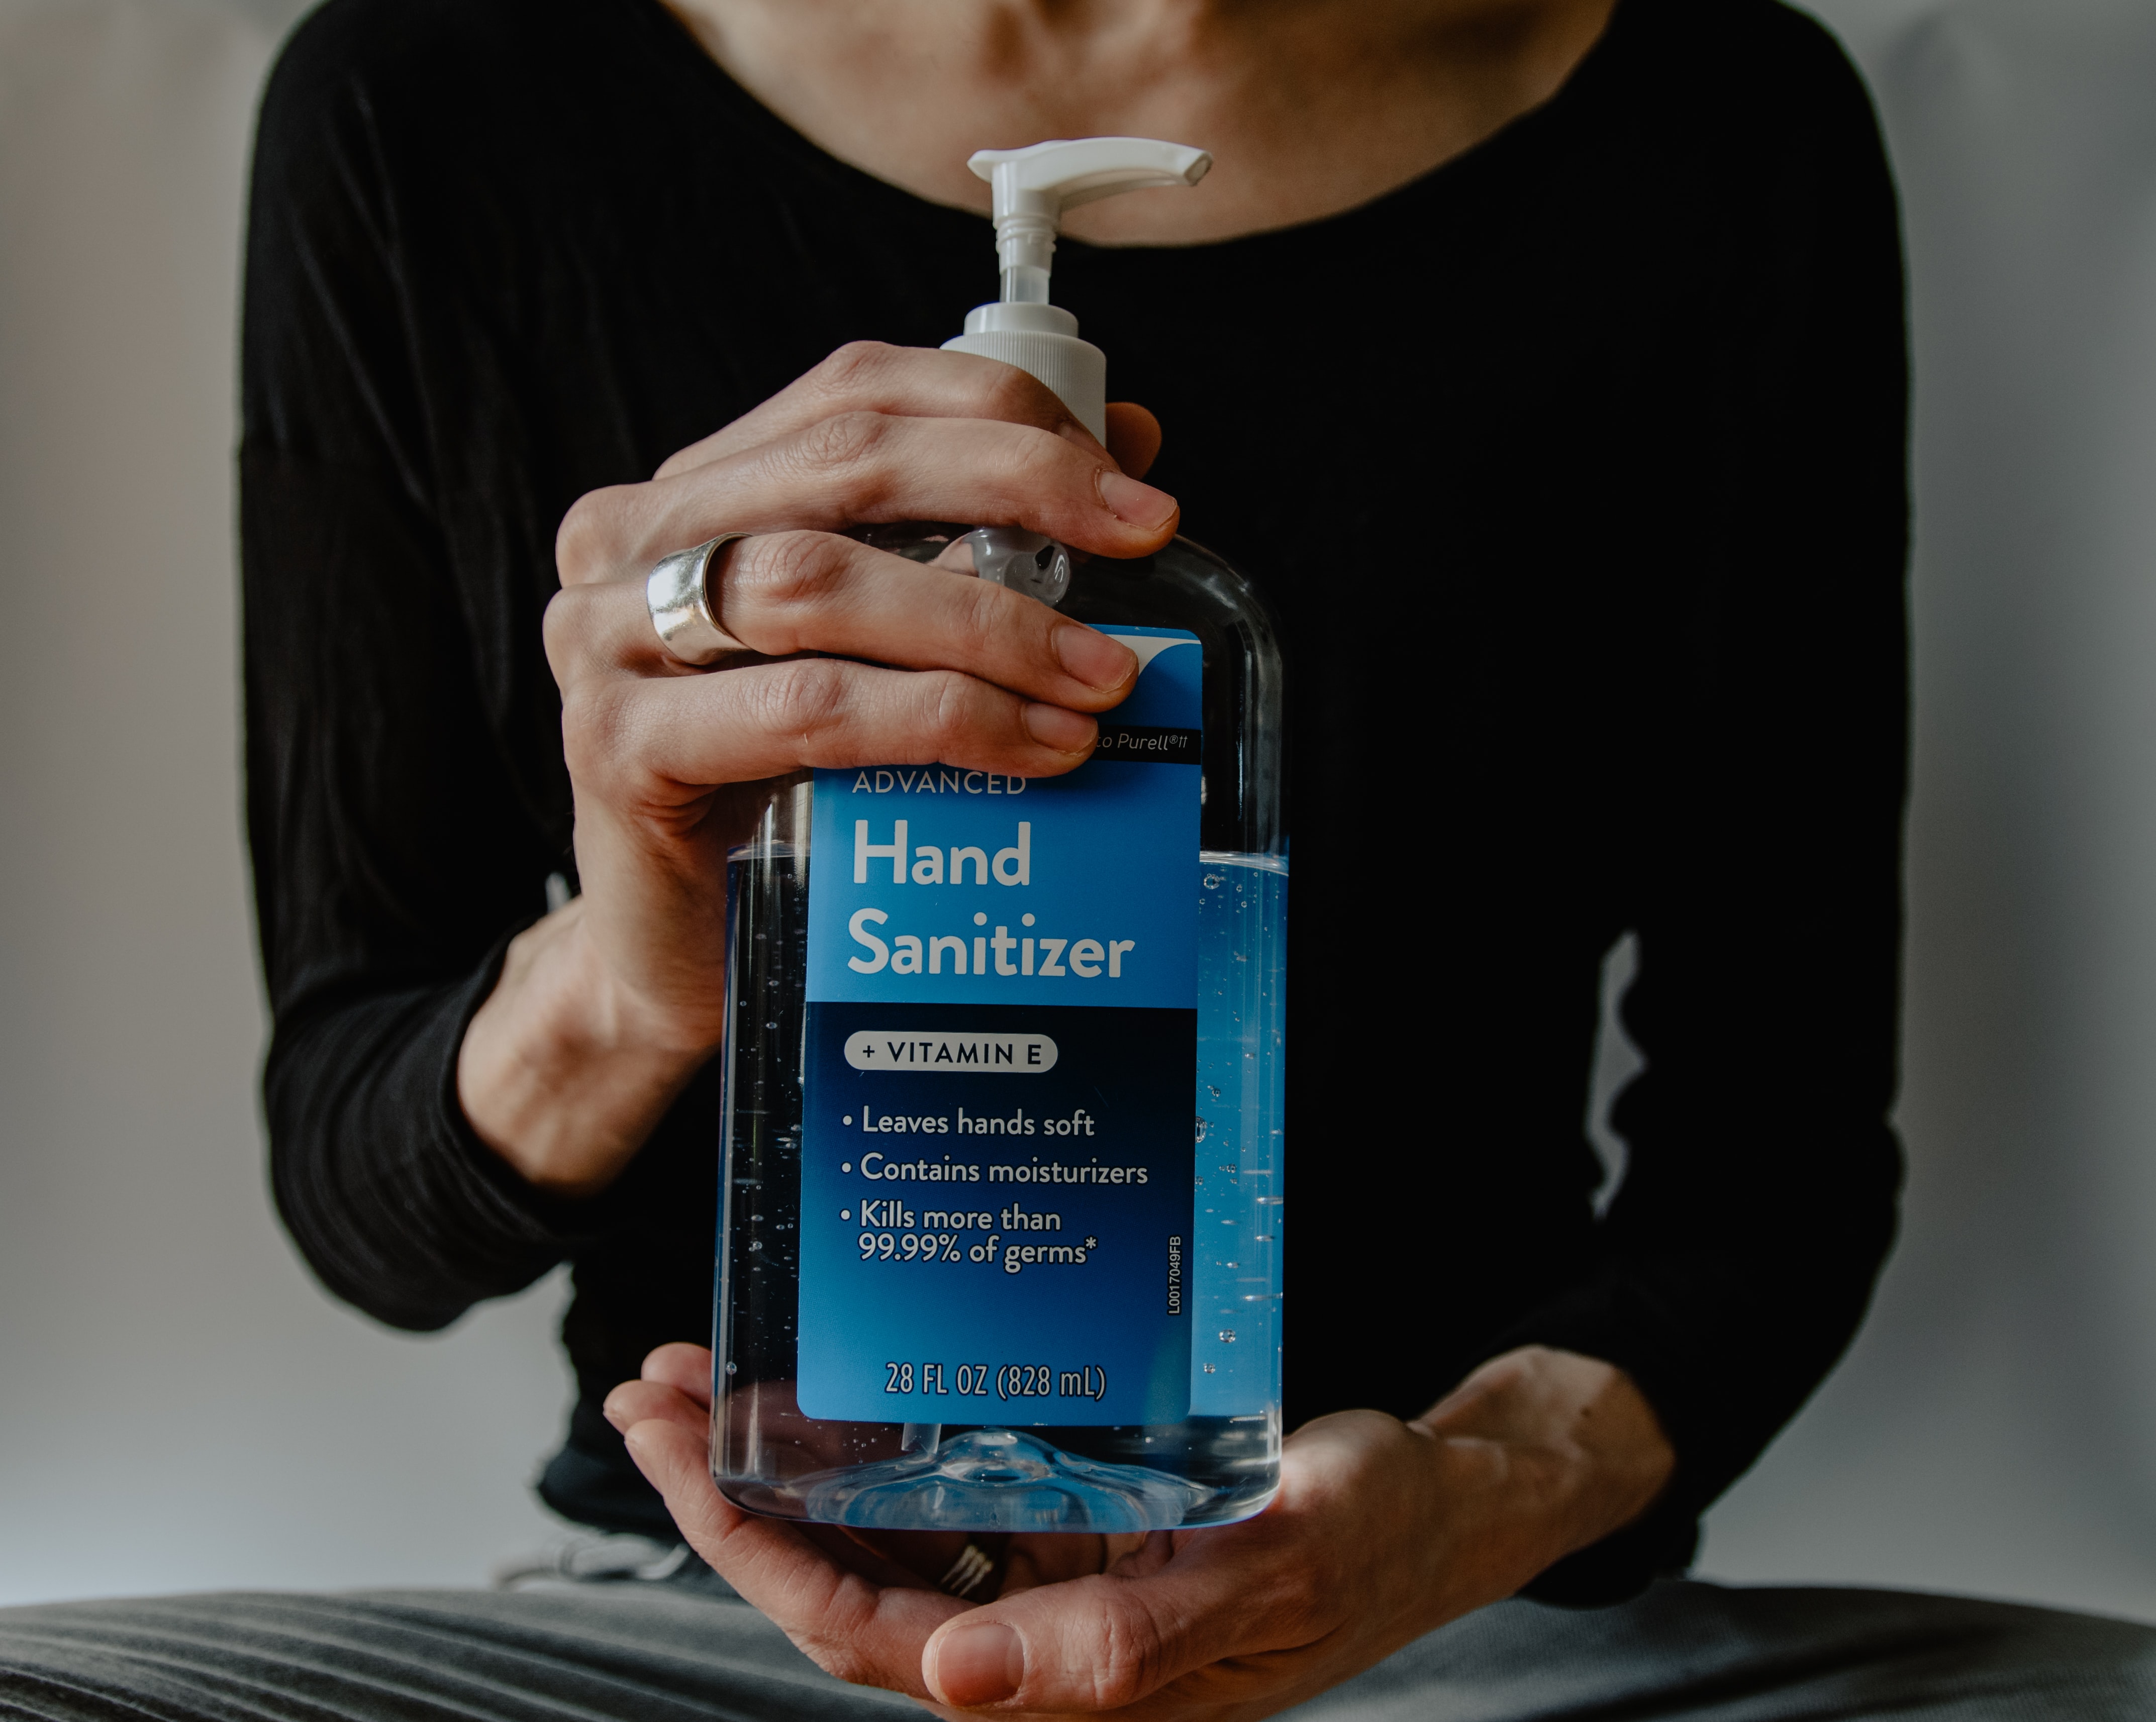 to Purell®††
ADVANCED
Hand
Sanitizer
+ VITAMIN E
• Leaves hands soft
• Contains moisturizers
• Kills more than
99.99% of germs*
L0017049FB
28 FL OZ (828 mL)